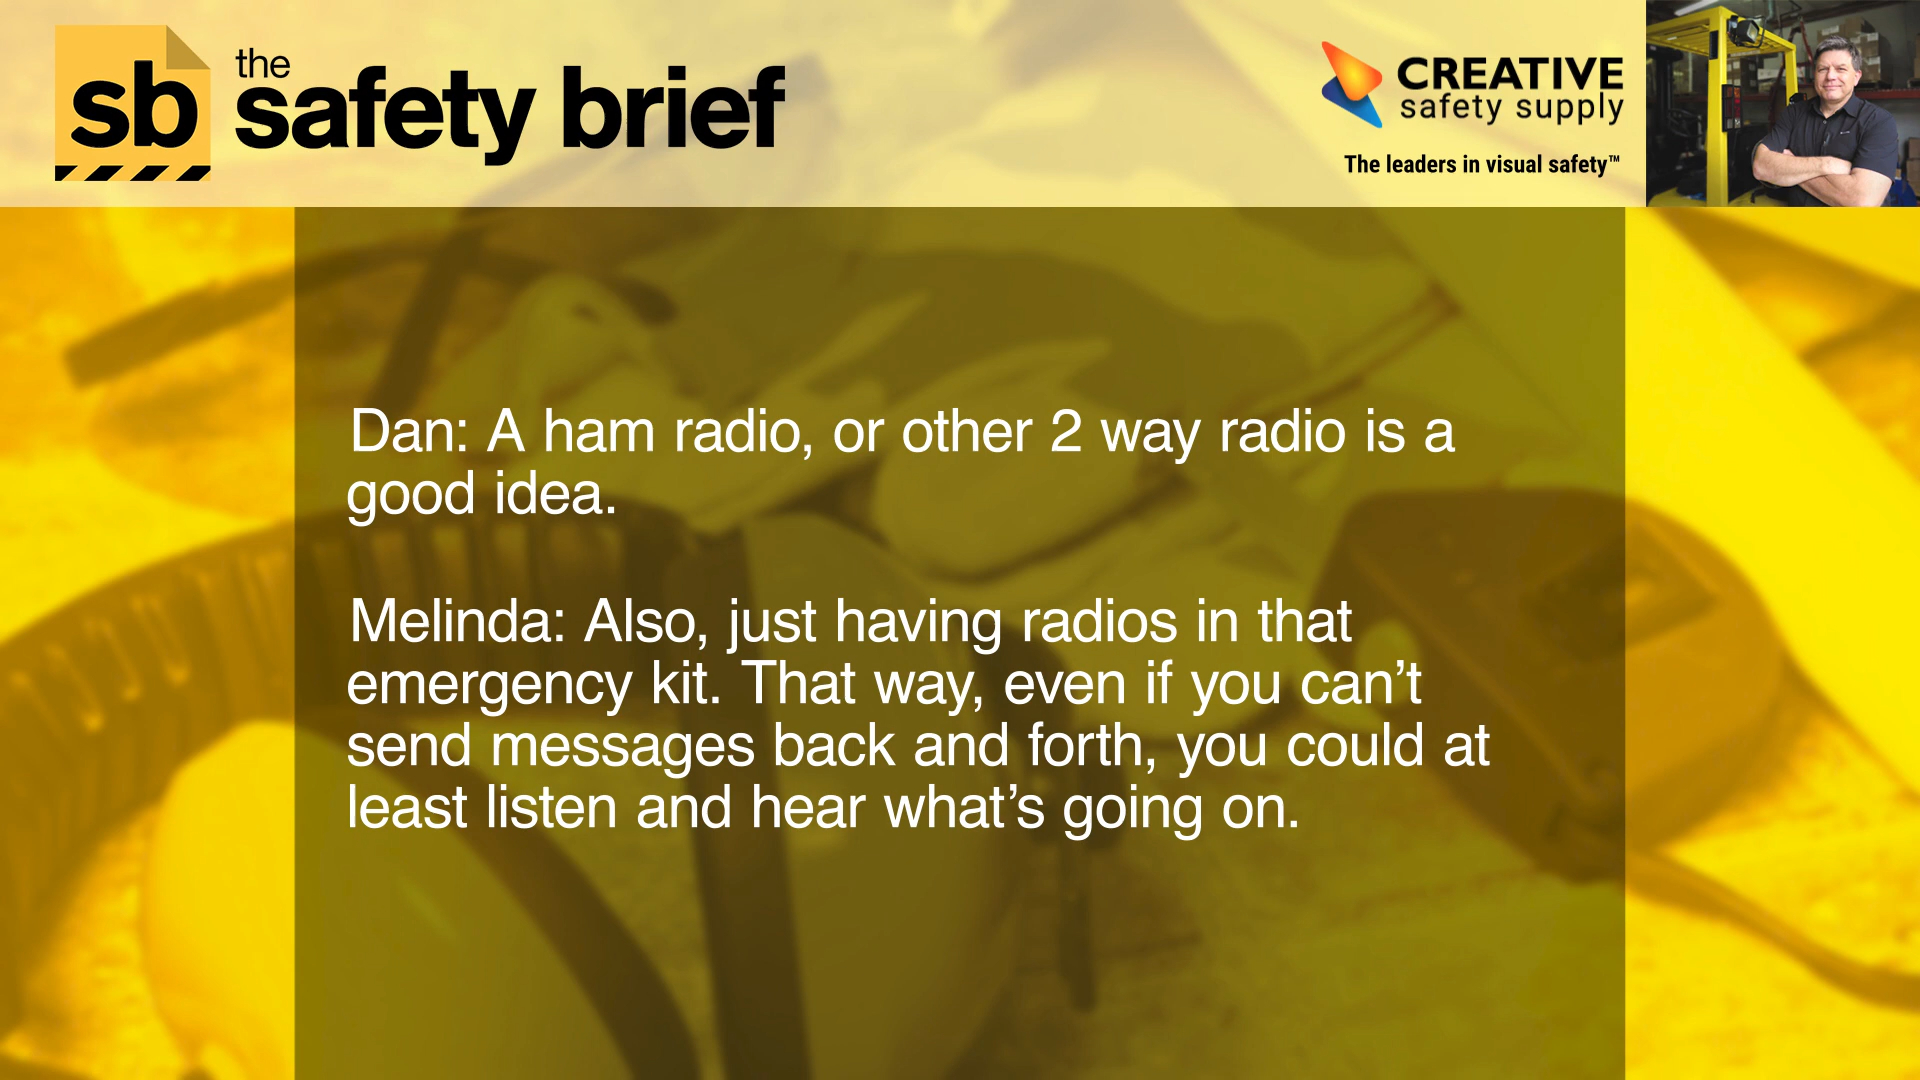 sb
the
safety brief
CREATIVE
safety supply
The leaders in visual safety™
Dan: A ham radio, or other 2 way radio is a
good idea.
Melinda: Also, just having radios in that
emergency kit. That way, even if you can’t
send messages back and forth, you could at
least listen and hear what’s going on.